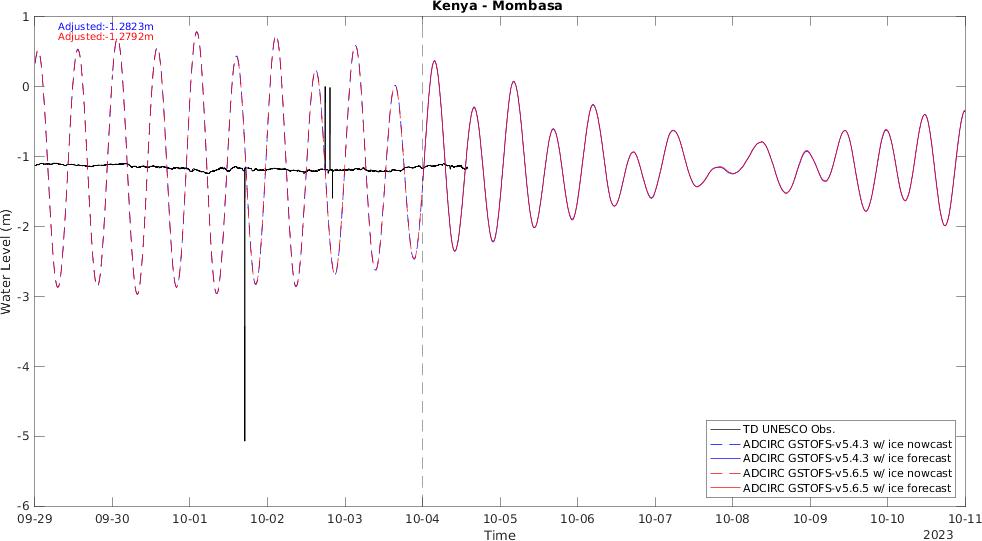 Kenya - Mombasa
Adjusted:-1.2823m
Adjusted:-1.2792m
Water Level (m)
1
0
-1
-2
-3
-4
-5
-6
09-29 09-30 10-01 10-02 10-03 10-04 10-05 10-06 10-07 10-08 10-09 10-10 10-11
Time
2023
TD UNESCO Obs.
ADCIRC GSTOFS-v5.4.3 w/ ice nowcast
ADCIRC GSTOFS-v5.4.3 w/ ice forecast
ADCIRC GSTOFS-v5.6.5 w/ ice nowcast
ADCIRC GSTOFS-v5.6.5 w/ ice forecast